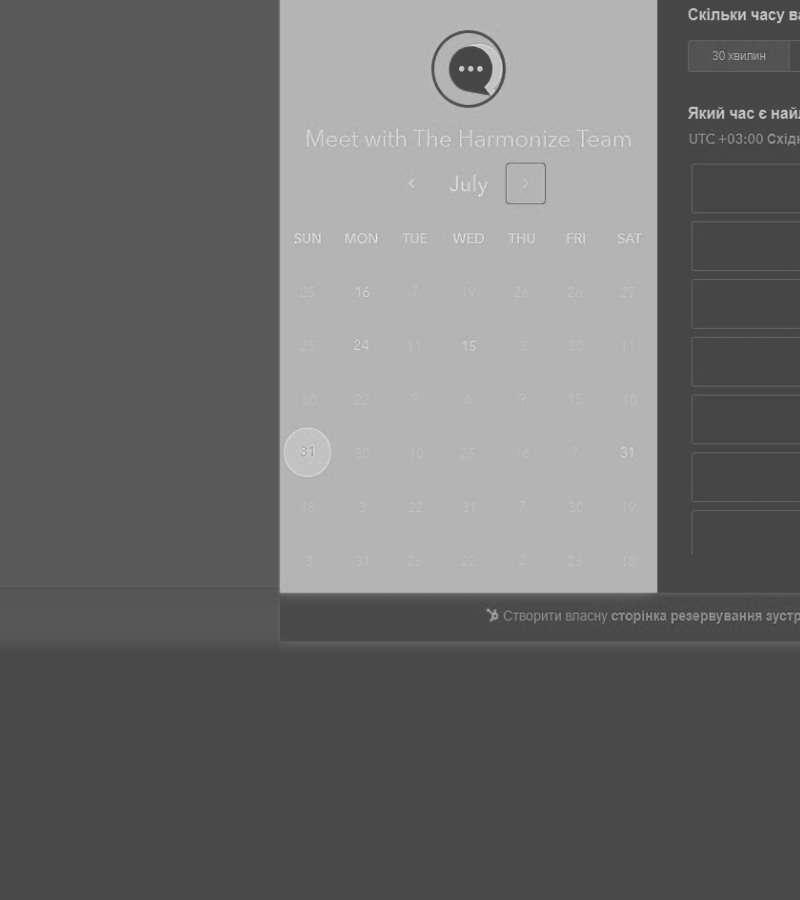 Скільки часу ва
30 хвилин
Який час є най
UTC +03:00 Східн
Meet with The Harmonize Team
July
SUN MON TUE WED THU FRI SAT
25 16 7 19 26 26 27
25 24 11 15 3 30 11
30 22 9 6 9 15 10
31 30 10 25 16 7 31
18 3 22 31 7 30 19
3 31 26 22 2 26 18
Створити власну сторінка резервування зустр